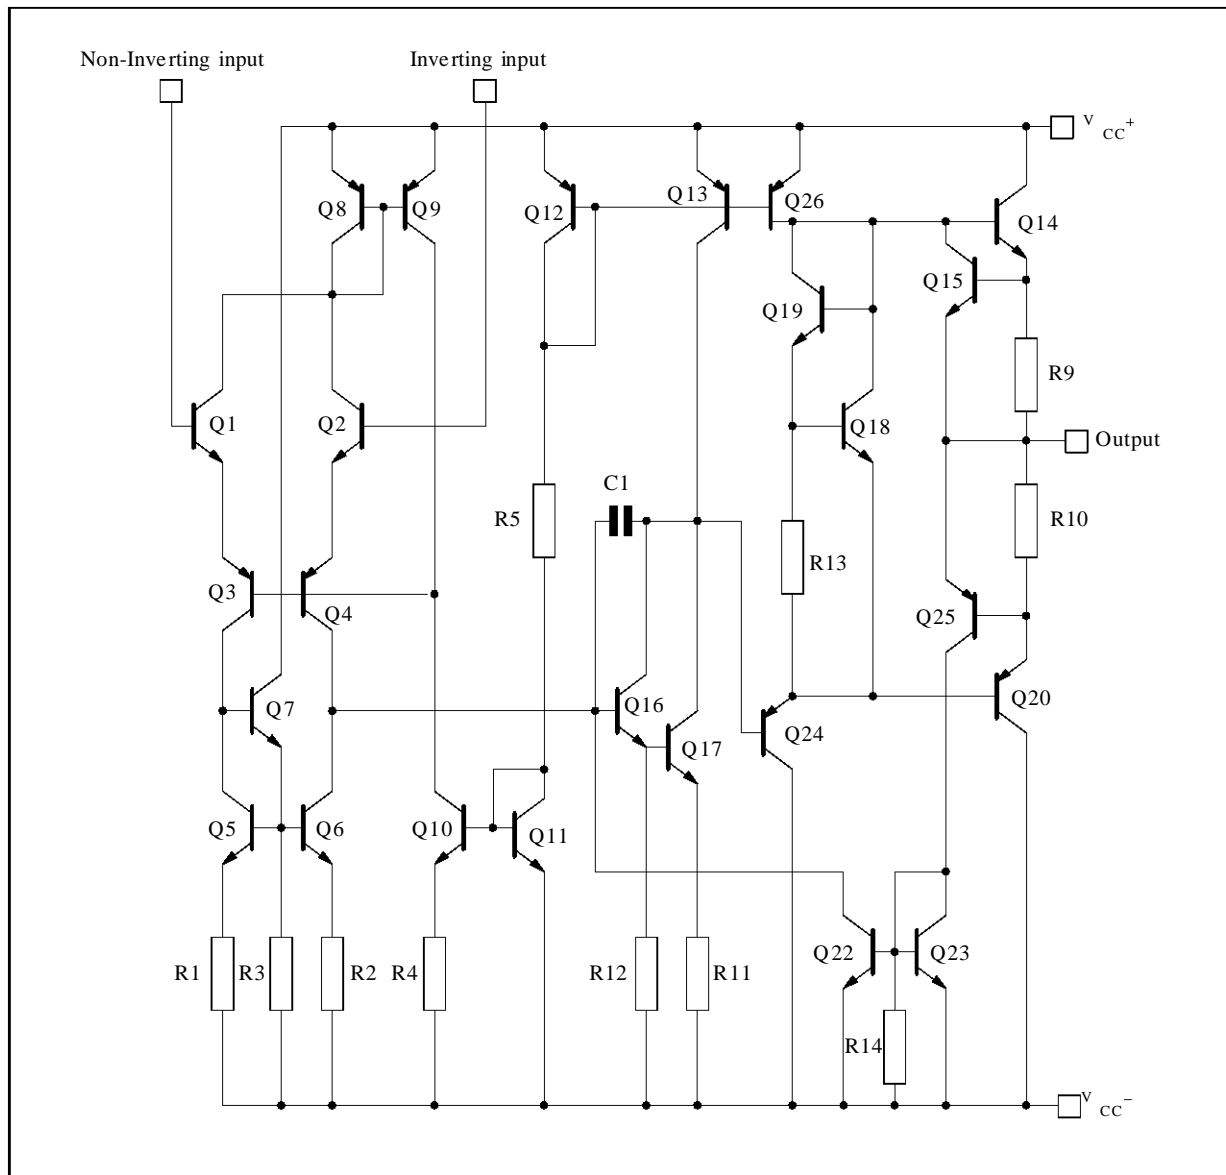 Non-Inverting input
Inverting input
V CC +
Q8
Q9
Q12
Q13
Q26
Q14
Q15
Q19
R9
Q1
Q2
Q18
Output
C1
R5
R10
R13
Q3
Q4
Q25
Q7
Q16
Q17
Q24
Q20
Q5
Q6
Q10
Q11
Q22
Q23
R1
R3
R2
R4
R12
R11
R14
V CC −